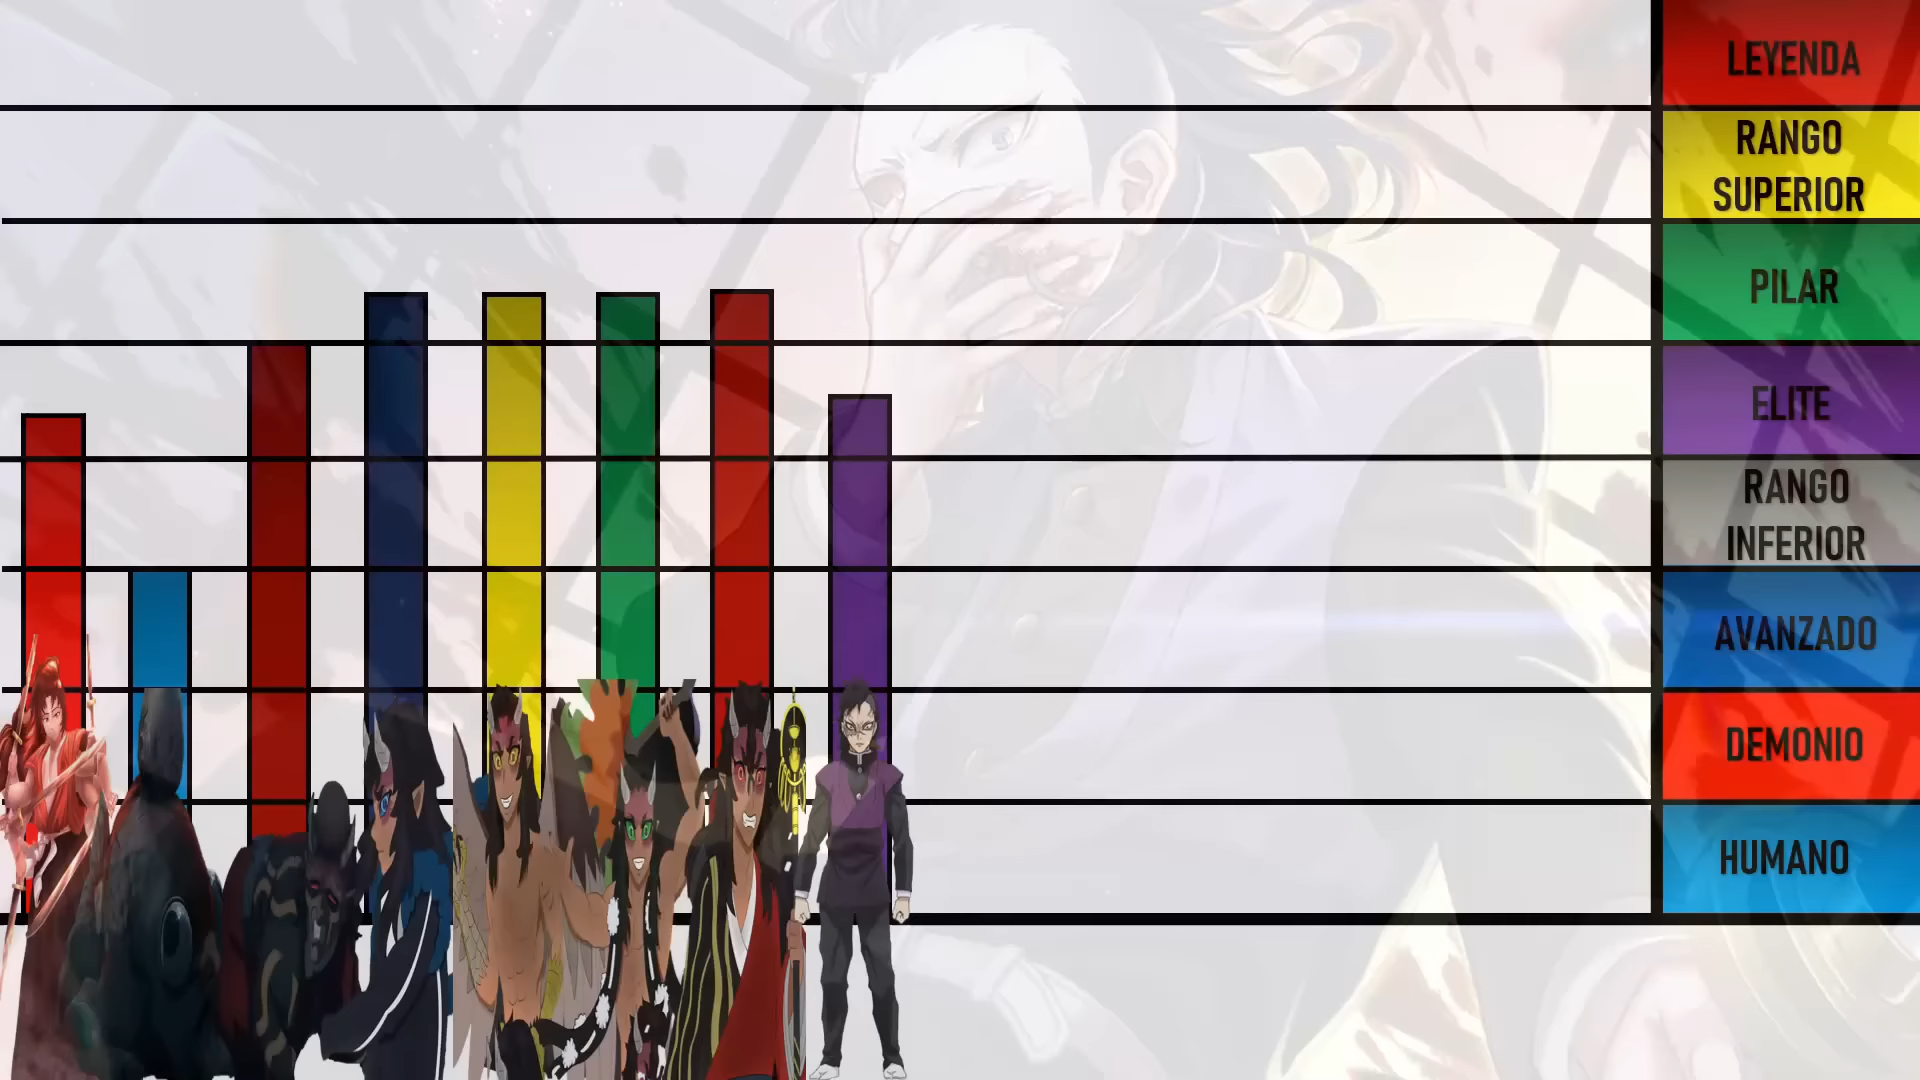 LEYENDA
RANGO
SUPERIOR
PILAR
ELITE
RANGO
INFERIOR
AVANZADO
DEMONIO
HUMANO